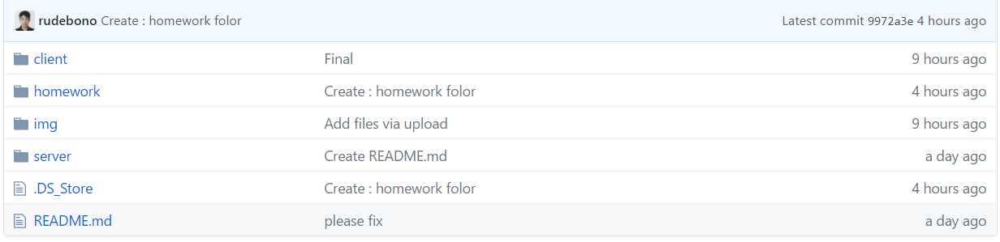 rudebono Create : homework folor Latest commit 9972a3e 4 hours ago
client Final 9 hours ago
homework Create : homework folor 4 hours ago
img Add files via upload 9 hours ago
server Create README.md a day ago
.DS_Store Create : homework folor 4 hours ago
README.md please fix a day ago